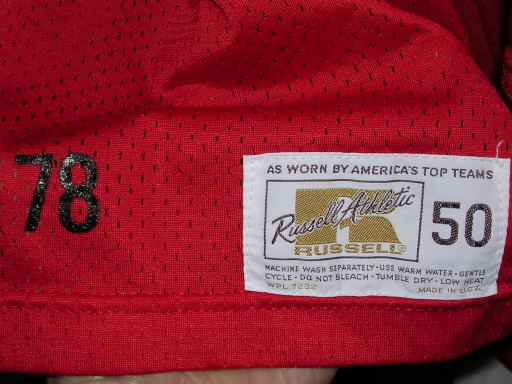 78
AS WORN BY AMERICA'S TOP TEAMS
Russell Athletic
RUSSELL®
50
MACHINE WASH SEPARATELY · USE WARM WATER · GENTLE
CYCLE · DO NOT BLEACH · TUMBLE DRY · LOW HEAT
WPL 7232 MADE IN U.S.A.